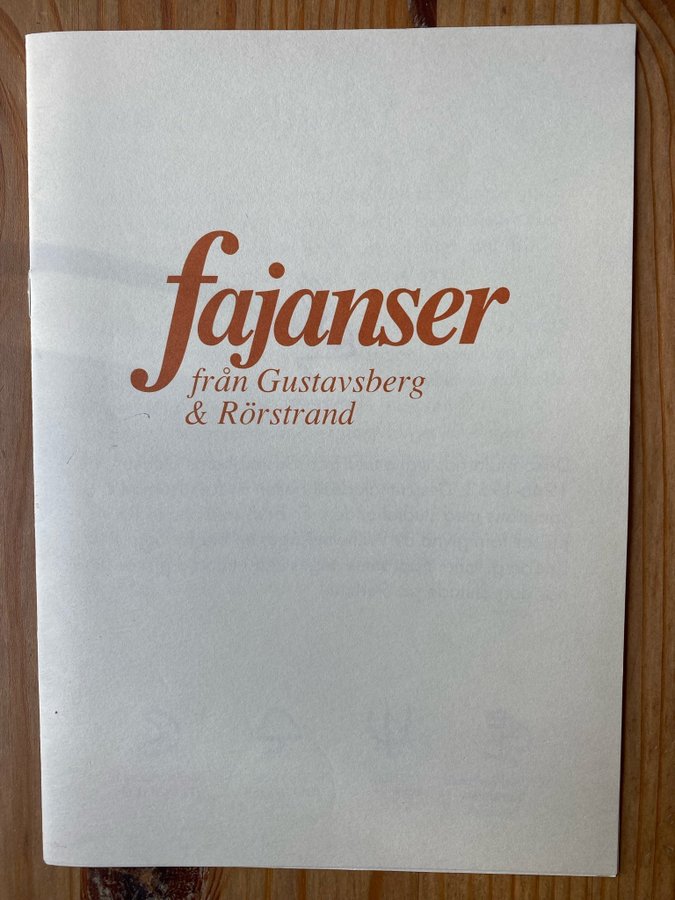 fajanser
från Gustavsberg
& Rörstrand